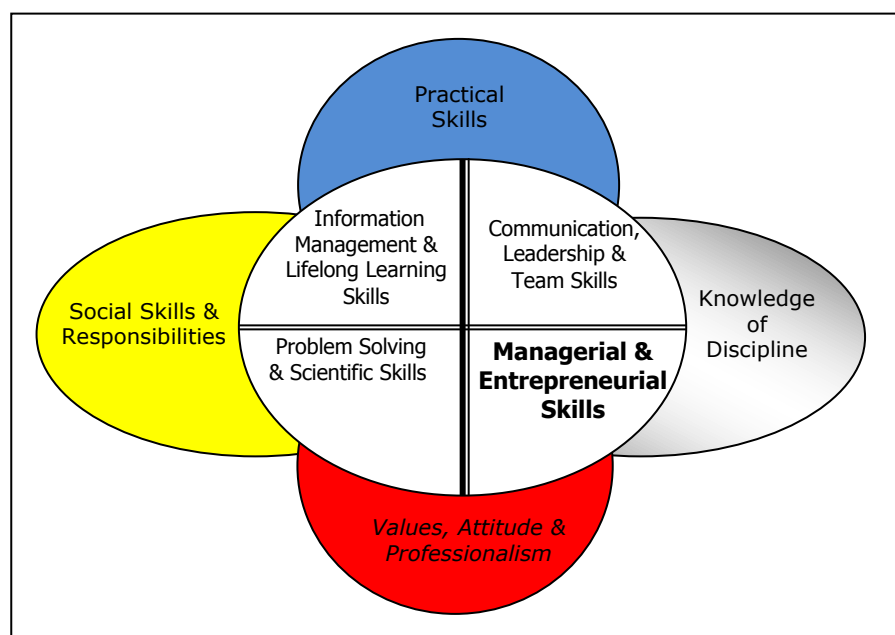 Practical
Skills
Information
Management &
Lifelong Learning
Skills
Communication,
Leadership &
Team Skills
Social Skills &
Responsibilities
Knowledge
of
Discipline
Problem Solving
& Scientific Skills
Managerial &
Entrepreneurial
Skills
Values, Attitude &
Professionalism